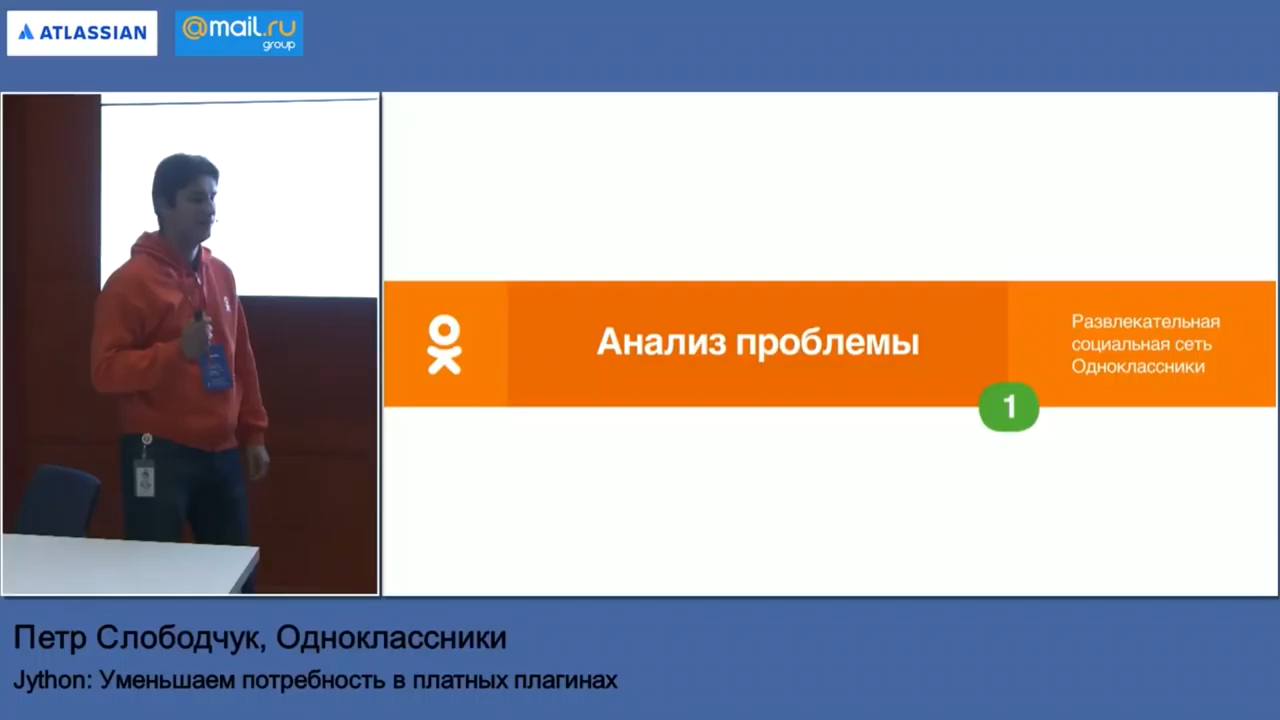 ATLASSIAN
@mail.ru
group
Анализ проблемы
Развлекательная
социальная сеть
Одноклассники
1
Петр Слободчук, Одноклассники
Jython: Уменьшаем потребность в платных плагинах